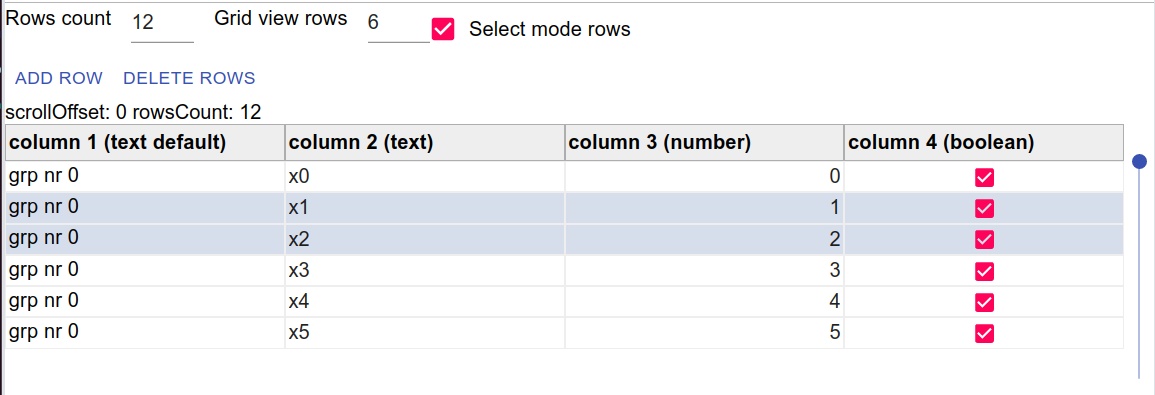 Rows count 12 Grid view rows 6 Select mode rows
ADD ROW DELETE ROWS
scrollOffset: 0 rowsCount: 12
column 1 (text default) column 2 (text) column 3 (number) column 4 (boolean)
grp nr 0 x0 0
grp nr 0 x1 1
grp nr 0 x2 2
grp nr 0 x3 3
grp nr 0 x4 4
grp nr 0 x5 5